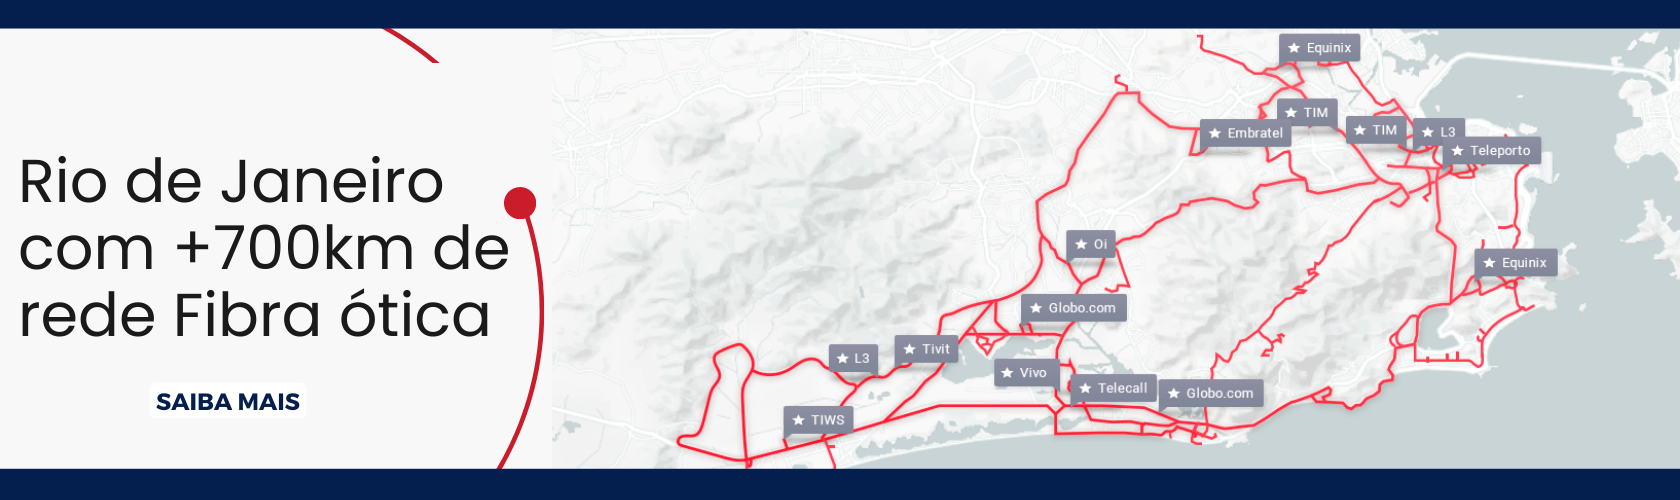 Rio de Janeiro
com +700km de
rede Fibra ótica
SAIBA MAIS
Equinix
TIM
Embratel
TIM
L3
Teleporto
Oi
Equinix
Globo.com
Tivit
L3
Vivo
Telecall
Globo.com
TIWS